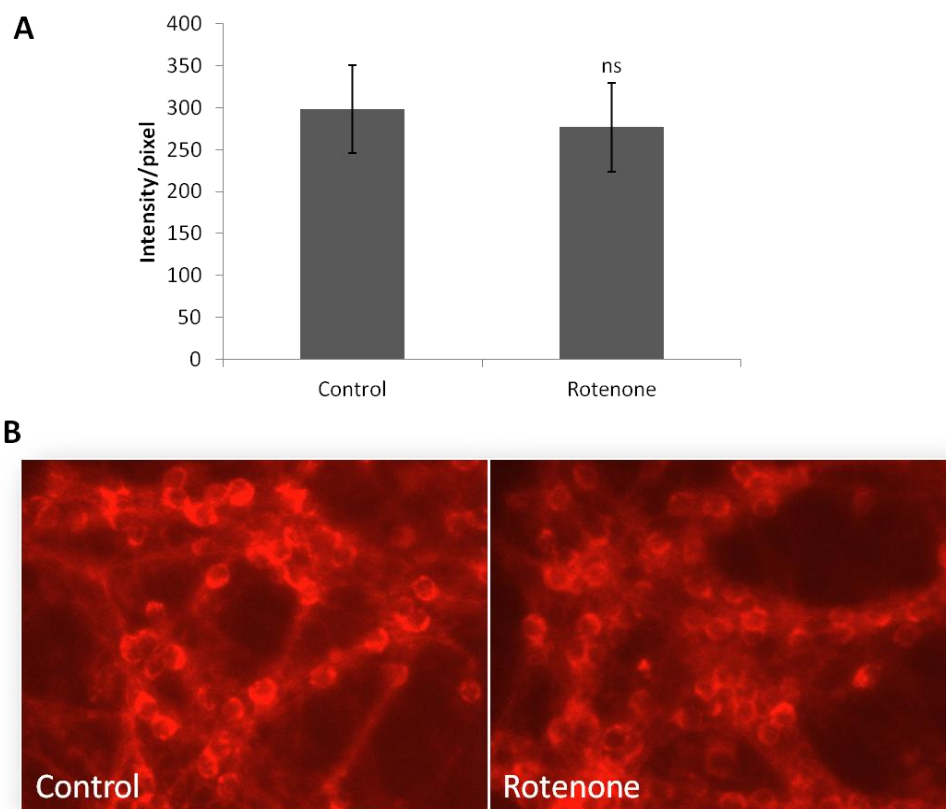 A
400
350
300
250
200
150
100
50
0
Intensity/pixel
ns
Control
Rotenone
B
Control
Rotenone